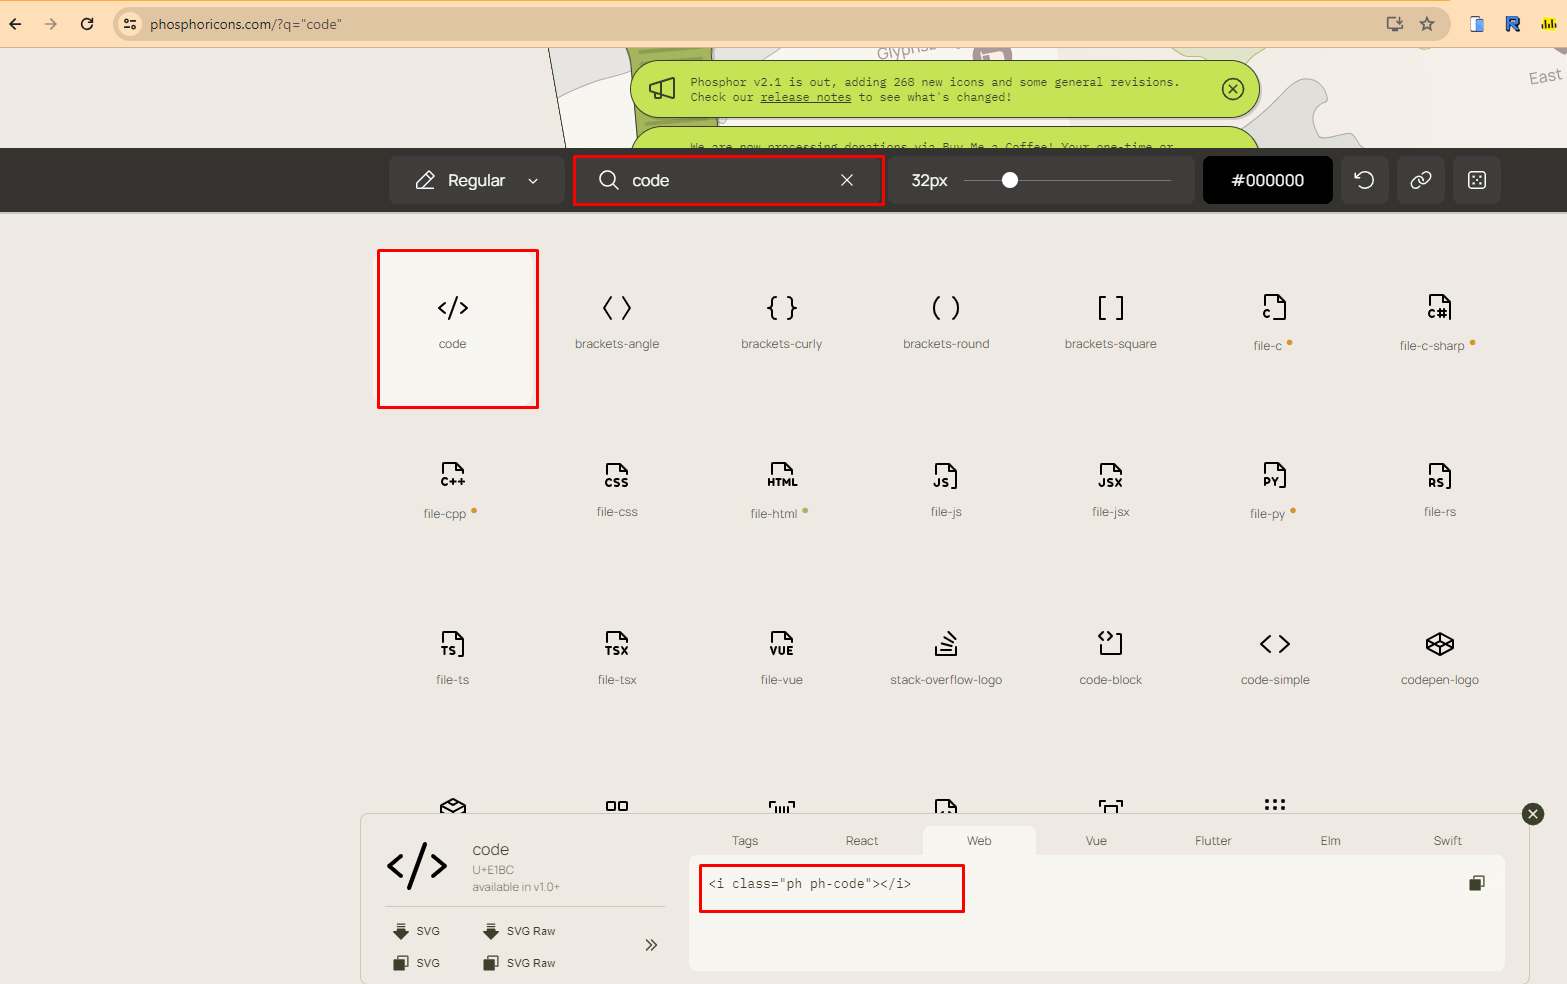 phosphoricons.com/?q="code"
East
Phosphor v2.1 is out, adding 268 new icons and some general revisions.
Check our release notes to see what's changed!
We are now processing donations via Buy Me a Coffee! Your one-time or
Regular
code
32px
#000000
code
brackets-angle
brackets-curly
brackets-round
brackets-square
file-c
file-c-sharp
file-cpp
file-css
file-html
file-js
file-jsx
file-py
file-rs
file-ts
file-tsx
file-vue
stack-overflow-logo
code-block
code-simple
codepen-logo
code
U+E1BC
available in v1.0+
SVG
SVG Raw
SVG
SVG Raw
Tags
React
Web
Vue
Flutter
Elm
Swift
<i class="ph ph-code"></i>